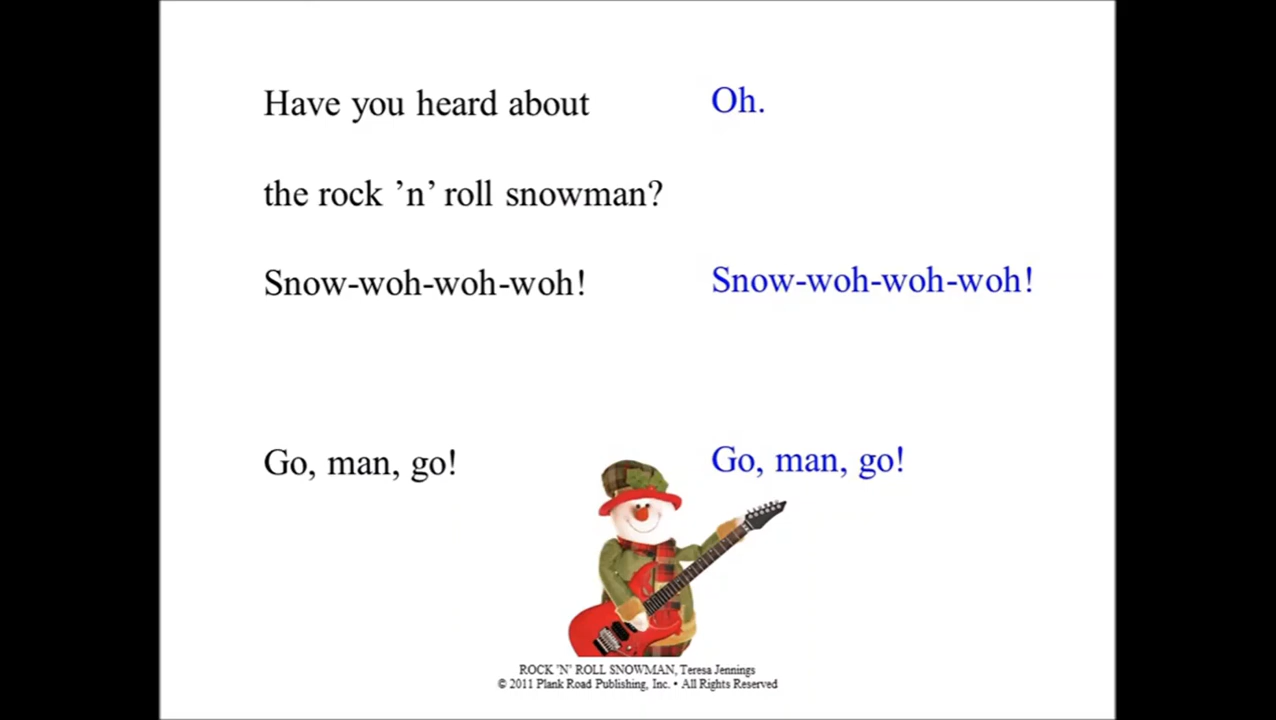 Have you heard about
Oh.
the rock ’n’ roll snowman?
Snow-woh-woh-woh!
Snow-woh-woh-woh!
Go, man, go!
Go, man, go!
ROCK ’N’ ROLL SNOWMAN, Teresa Jennings
© 2011 Plank Road Publishing, Inc. • All Rights Reserved